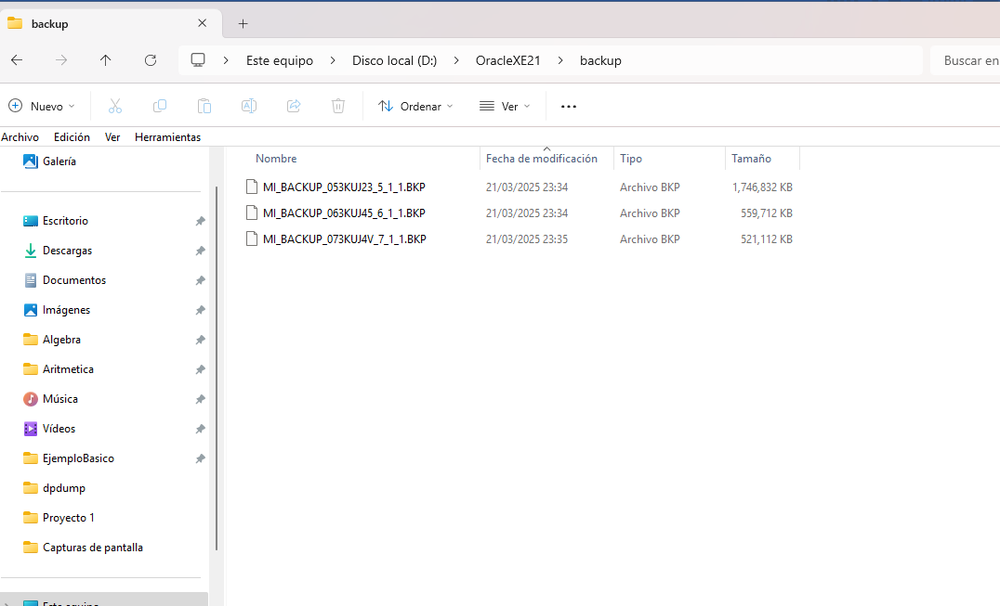 backup
Este equipo > Disco local (D:) > OracleXE21 > backup
Buscar en
Nuevo
Ordenar
Ver
Archivo Edición Ver Herramientas
Galería
Escritorio
Descargas
Documentos
Imágenes
Algebra
Aritmetica
Música
Vídeos
EjemploBasico
dpdump
Proyecto 1
Capturas de pantalla
Este equipo
Nombre Fecha de modificación Tipo Tamaño
MI_BACKUP_053KUJ23_5_1_1.BKP 21/03/2025 23:34 Archivo BKP 1,746,832 KB
MI_BACKUP_063KUJ45_6_1_1.BKP 21/03/2025 23:34 Archivo BKP 559,712 KB
MI_BACKUP_073KUJ4V_7_1_1.BKP 21/03/2025 23:35 Archivo BKP 521,112 KB